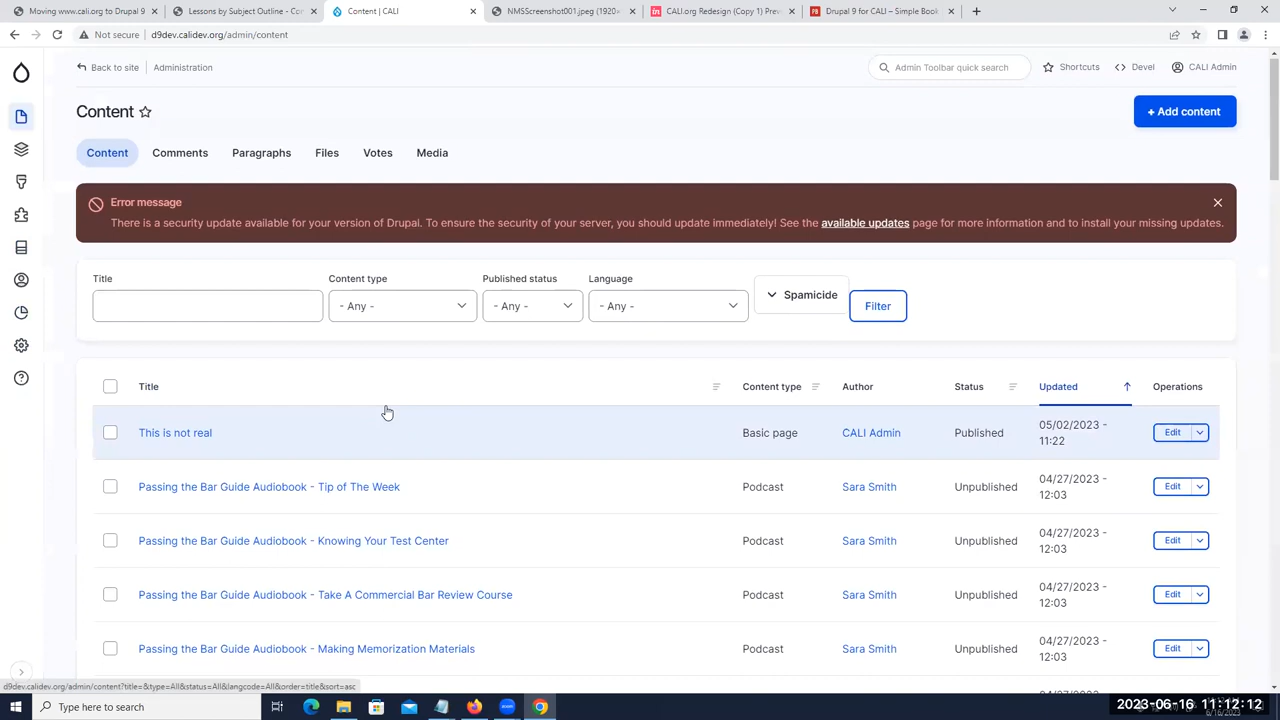 Moving www.cali.org to Drupal 9
Lessons by Subject Outline - Con
Content | CALI
NMSScreenshot001.jpeg (1920×
CALI.org Redesign (Copy 1) Prev
Drupal 9 for CALI – Simple Book
Not secure
d9dev.calidev.org/admin/content
Back to site
Administration
Admin Toolbar quick search
Shortcuts
Devel
CALI Admin
Content
+ Add content
Content
Comments
Paragraphs
Files
Votes
Media
Error message
There is a security update available for your version of Drupal. To ensure the security of your server, you should update immediately! See the available updates page for more information and to install your missing updates.
Title
Content type
Published status
Language
- Any -
- Any -
- Any -
Spamicide
Filter
Title
Content type
Author
Status
Updated
Operations
This is not real
Basic page
CALI Admin
Published
05/02/2023 -
11:22
Edit
Passing the Bar Guide Audiobook - Tip of The Week
Podcast
Sara Smith
Unpublished
04/27/2023 -
12:03
Edit
Passing the Bar Guide Audiobook - Knowing Your Test Center
Podcast
Sara Smith
Unpublished
04/27/2023 -
12:03
Edit
Passing the Bar Guide Audiobook - Take A Commercial Bar Review Course
Podcast
Sara Smith
Unpublished
04/27/2023 -
12:03
Edit
Passing the Bar Guide Audiobook - Making Memorization Materials
Podcast
Sara Smith
Unpublished
04/27/2023 -
12:03
Edit
d9dev.calidev.org/admin/content?title=&type=All&status=All&langcode=All&order=title&sort=asc
Type here to search
zoom
2023-06-16 11:12:12